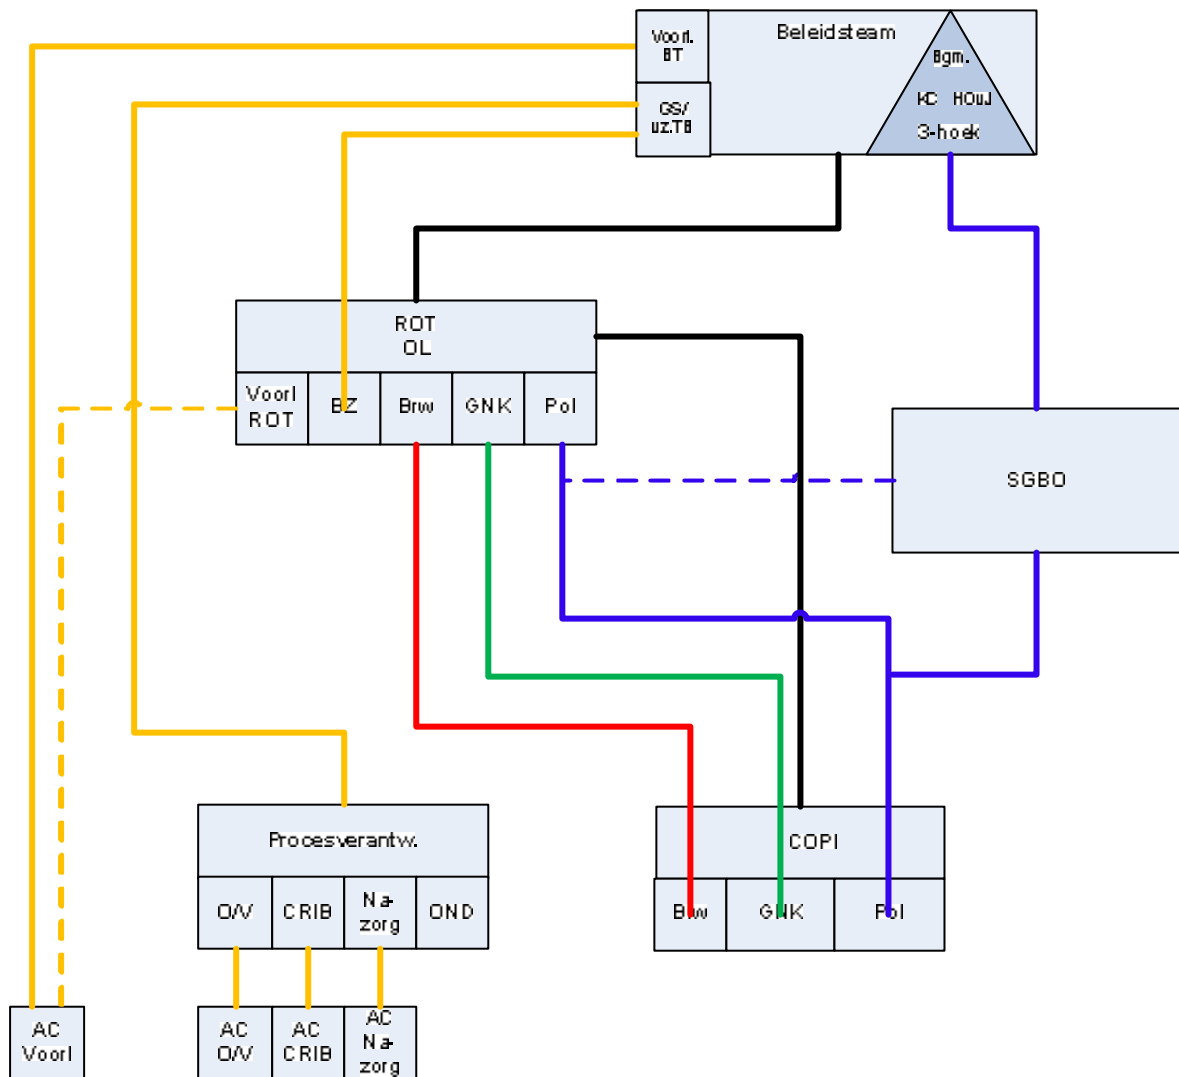 Voorl.
BT
Beleidsteam
Bgm.
KC HOvJ
3-hoek
GS/
uz.TB
ROT
OL
Voorl
ROT
BZ
Brw
GNK
Pol
SGBO
Procesverantw.
O/V
CRIB
Na-
zorg
OND
COPI
Brw
GNK
Pol
AC
Voorl
AC
O/V
AC
CRIB
AC
Na-
zorg